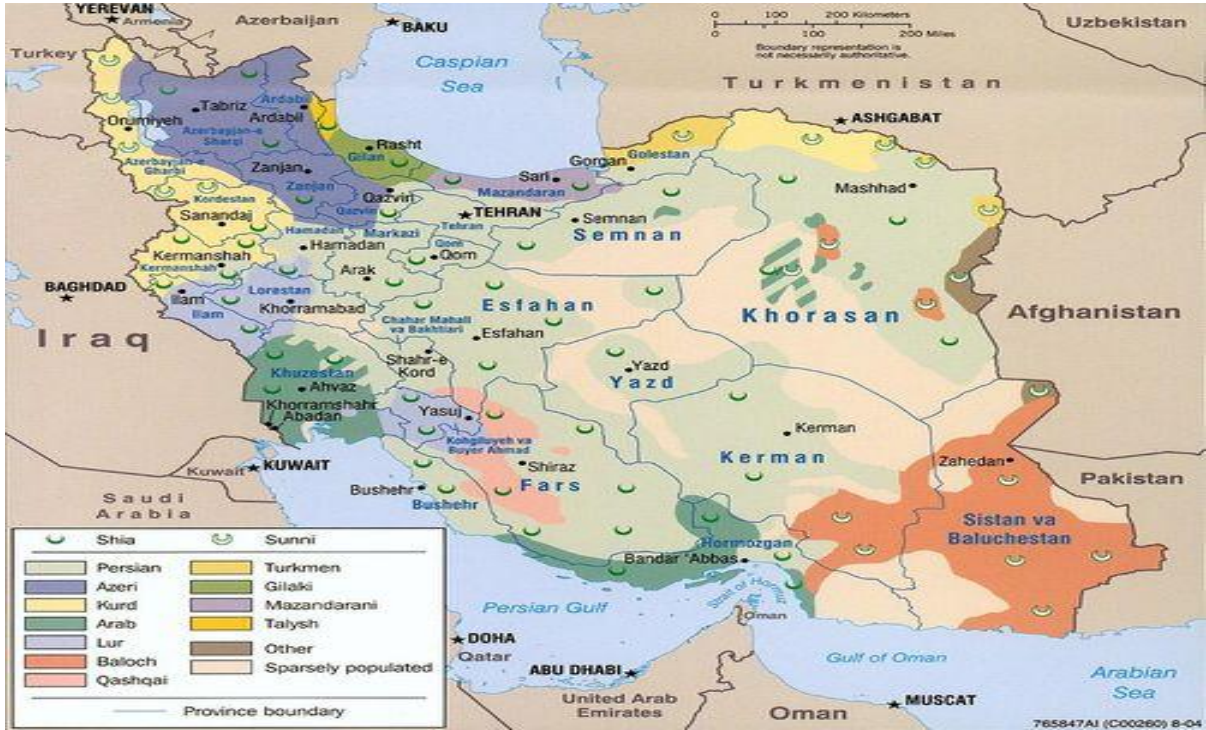 YEREVAN
Armenia
Azerbaijan
BAKU
Turkey
Caspian
Sea
0 100 200 Kilometers
0 100 200 Miles
Boundary representation is
not necessarily authoritative.
Uzbekistan
Turkmenistan
ASHGABAT
Tabriz
Ardabil
Ardabil
Orumiyeh
Azerbayjan-e
Sharqi
Azerbayjan-e
Gharbi
Rasht
Gilan
Zanjan
Zanjan
Gorgan
Golestan
Sari
Mazandaran
Mashhad
Kordestan
Sanandaj
Qazvin
Qazvin
TEHRAN
Tehran
Semnan
Semnan
Hamadan
Hamadan
Markazi
Qom
Qom
Kermanshah
Kermanshah
Arak
BAGHDAD
Iraq
Ilam
Ilam
Lorestan
Khorramabad
Esfahan
Esfahan
Chahar Mahall
va Bakhtiari
Shahr-e
Kord
Khorasan
Afghanistan
Yazd
Yazd
Khuzestan
Ahvaz
Khorramshahr
Abadan
Yasuj
Kohgiluyeh va
Buyer Ahmad
Kerman
Kerman
Zahedan
KUWAIT
Kuwait
Shiraz
Fars
Bushehr
Bushehr
Pakistan
Saudi
Arabia
Sistan va
Baluchestan
Hormozgan
Bandar 'Abbas
Strait of Hormuz
Persian Gulf
Oman
DOHA
Qatar
ABU DHABI
United Arab
Emirates
Gulf of Oman
Arabian
Sea
Oman
MUSCAT
Shia
Sunni
Persian
Azeri
Kurd
Arab
Lur
Baloch
Qashqai
Turkmen
Gilaki
Mazandarani
Talysh
Other
Sparsely populated
Province boundary
765847AI (C00260) 8-04